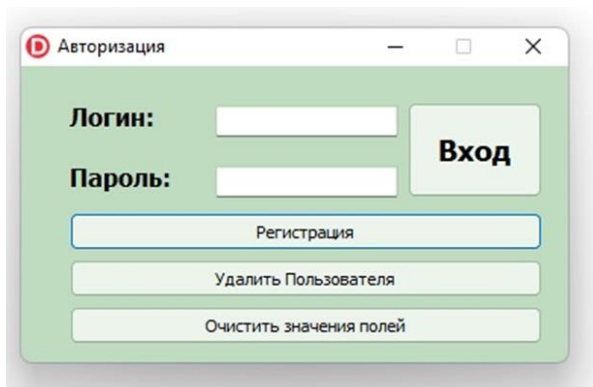 D Авторизация
Логин:
Вход
Пароль:
Регистрация
Удалить Пользователя
Очистить значения полей